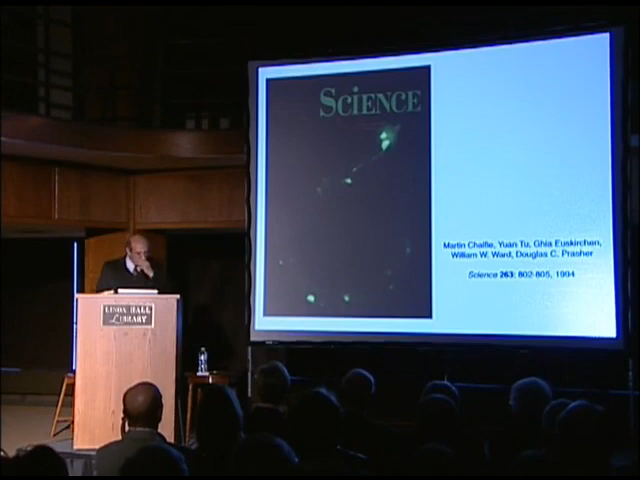 SCIENCE
Martin Chalfie, Yuan Tu, Ghia Euskirchen,
William W. Ward, Douglas C. Prasher
Science 263: 802-805, 1994
LINDA HALL
LIBRARY